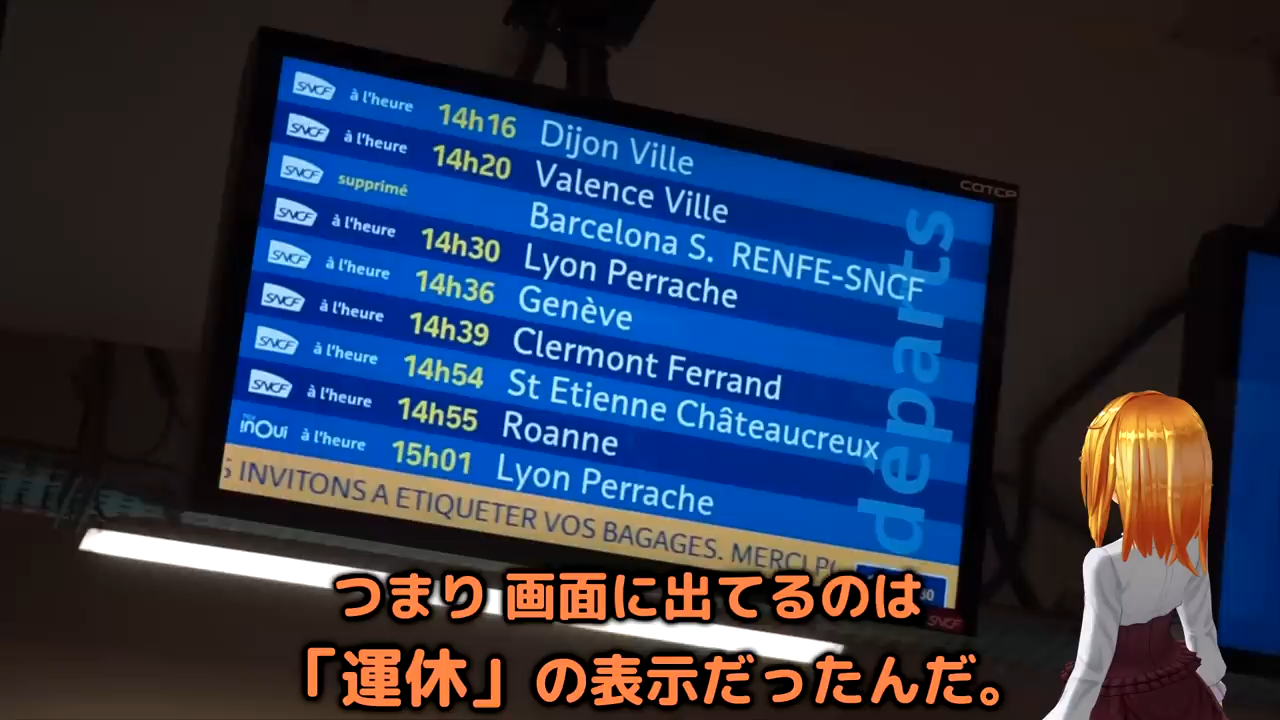 SNCF à l'heure 14h16 Dijon Ville
SNCF à l'heure 14h20 Valence Ville
SNCF supprimé Barcelona S. RENFE-SNCF
SNCF à l'heure 14h30 Lyon Perrache
SNCF à l'heure 14h36 Genève
SNCF à l'heure 14h39 Clermont Ferrand
SNCF à l'heure 14h54 St Etienne Châteaucreux
SNCF à l'heure 14h55 Roanne
inOui à l'heure 15h01 Lyon Perrache
départs
INVITONS A ETIQUETER VOS BAGAGES. MERCI
SNCF
つまり 画面に出てるのは
「運休」の表示だったんだ。